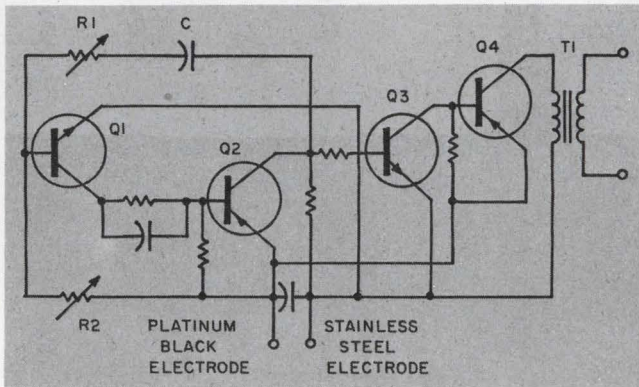 R1
C
Q4
T1
Q3
Q1
Q2
R2
PLATINUM
BLACK
ELECTRODE
STAINLESS
STEEL
ELECTRODE